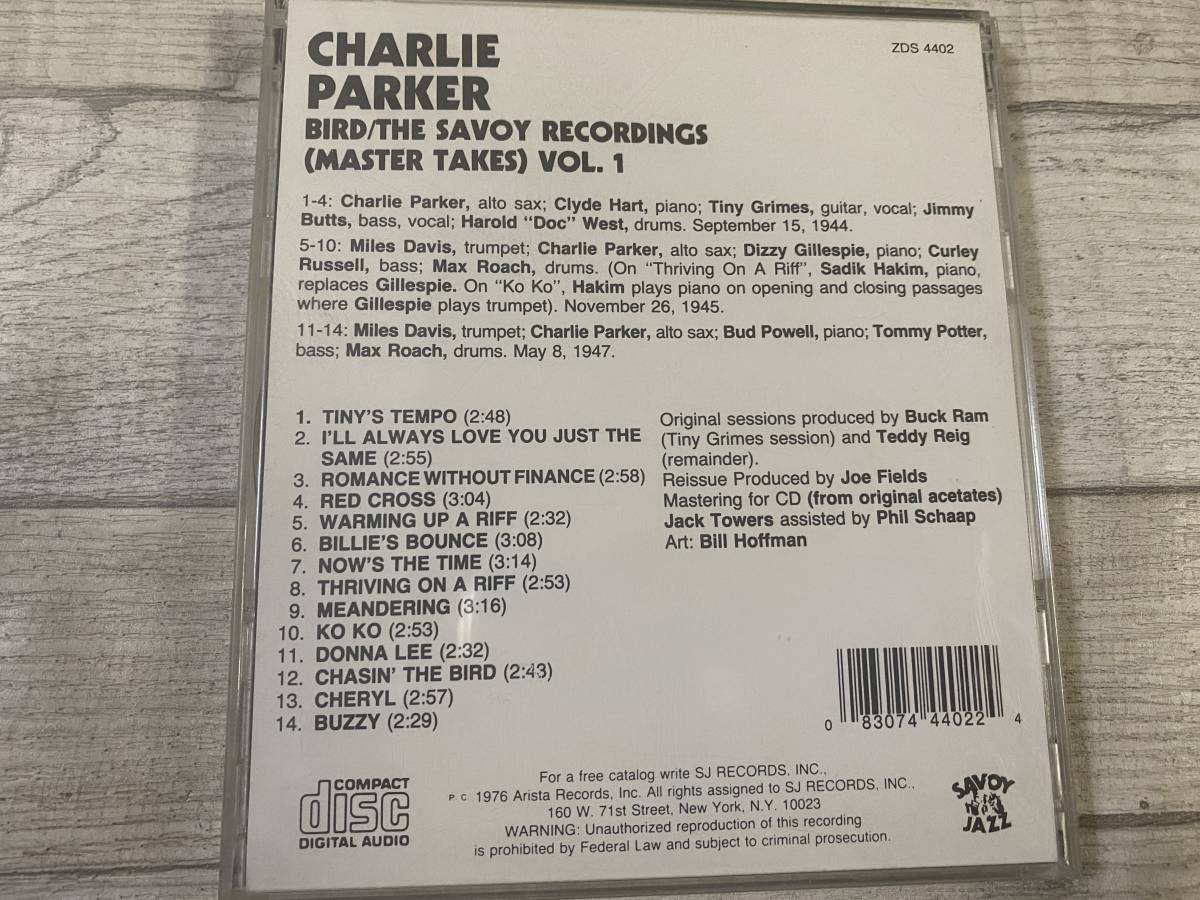 CHARLIE
PARKER
ZDS 4402
BIRD/THE SAVOY RECORDINGS
(MASTER TAKES) VOL. 1
1-4: Charlie Parker, alto sax; Clyde Hart, piano; Tiny Grimes, guitar, vocal; Jimmy
Butts, bass, vocal; Harold "Doc" West, drums. September 15, 1944.
5-10: Miles Davis, trumpet; Charlie Parker, alto sax; Dizzy Gillespie, piano; Curley
Russell, bass; Max Roach, drums. (On "Thriving On A Riff", Sadik Hakim, piano,
replaces Gillespie. On "Ko Ko", Hakim plays piano on opening and closing passages
where Gillespie plays trumpet). November 26, 1945.
11-14: Miles Davis, trumpet; Charlie Parker, alto sax; Bud Powell, piano; Tommy Potter,
bass; Max Roach, drums. May 8, 1947.
1. TINY'S TEMPO (2:48)
2. I'LL ALWAYS LOVE YOU JUST THE
SAME (2:55)
3. ROMANCE WITHOUT FINANCE (2:58)
4. RED CROSS (3:04)
5. WARMING UP A RIFF (2:32)
6. BILLIE'S BOUNCE (3:08)
7. NOW'S THE TIME (3:14)
8. THRIVING ON A RIFF (2:53)
9. MEANDERING (3:16)
10. KO KO (2:53)
11. DONNA LEE (2:32)
12. CHASIN' THE BIRD (2:43)
13. CHERYL (2:57)
14. BUZZY (2:29)
Original sessions produced by Buck Ram
(Tiny Grimes session) and Teddy Reig
(remainder).
Reissue Produced by Joe Fields
Mastering for CD (from original acetates)
Jack Towers assisted by Phil Schaap
Art: Bill Hoffman
0 83074 44022 4
COMPACT
disc
DIGITAL AUDIO
For a free catalog write SJ RECORDS, INC.,
P. C 1976 Arista Records, Inc. All rights assigned to SJ RECORDS, INC.,
160 W. 71st Street, New York, N.Y. 10023
WARNING: Unauthorized reproduction of this recording
is prohibited by Federal Law and subject to criminal prosecution.
SAVOY
JAZZ